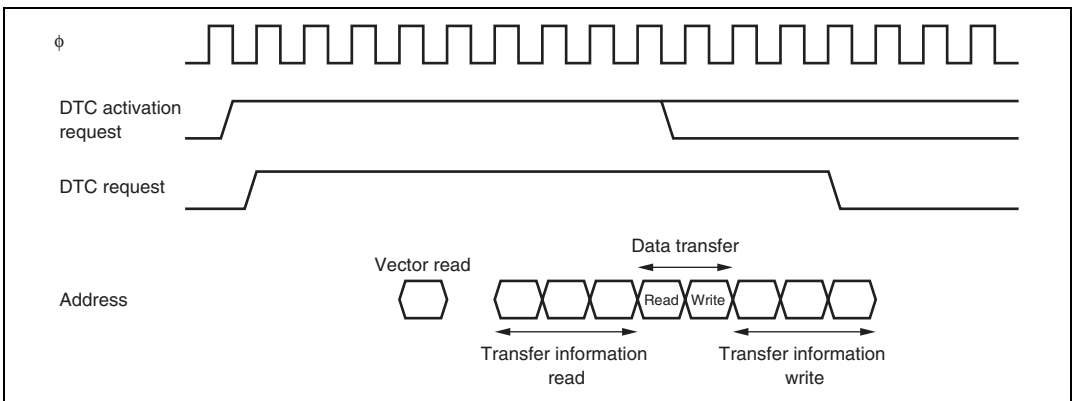 ϕ
DTC activation
request
DTC request
Data transfer
Vector read
Address
Read Write
Transfer information
read
Transfer information
write